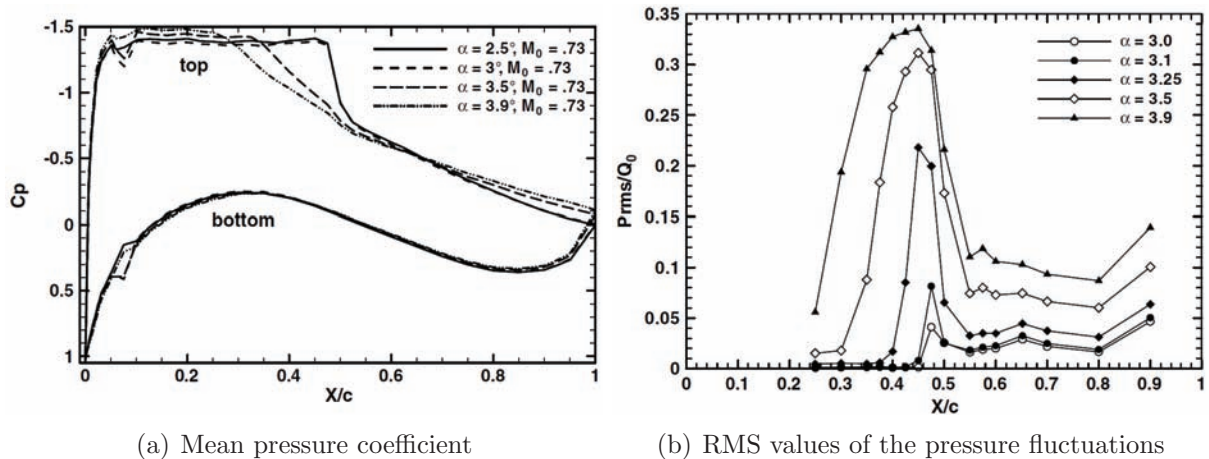 -1.5
-1
-0.5
0
0.5
1
Cp
0
0.2
0.4
0.6
0.8
1
X/c
top
bottom
α = 2.5°, M₀ = .73
α = 3°, M₀ = .73
α = 3.5°, M₀ = .73
α = 3.9°, M₀ = .73
(a) Mean pressure coefficient
0.35
0.3
0.25
0.2
0.15
0.1
0.05
0
Prms/Q₀
0
0.1
0.2
0.3
0.4
0.5
0.6
0.7
0.8
0.9
1
X/c
α = 3.0
α = 3.1
α = 3.25
α = 3.5
α = 3.9
(b) RMS values of the pressure fluctuations